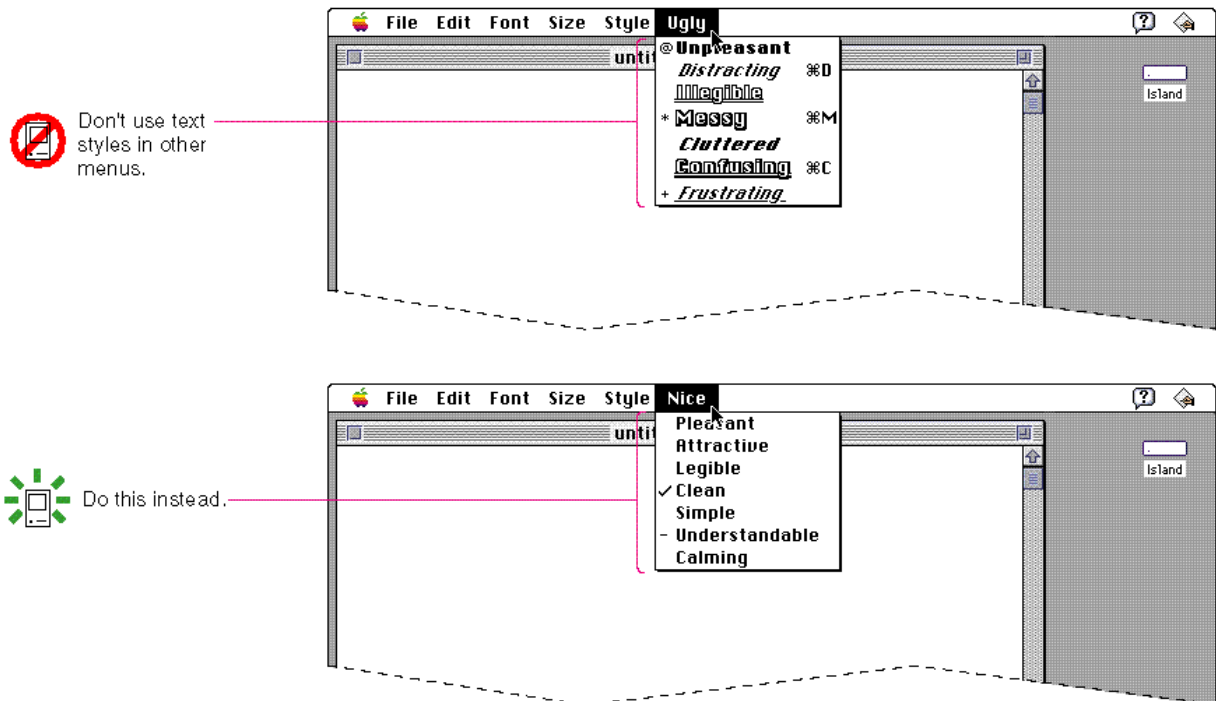 File Edit Font Size Style Ugly
@ Unpleasant
Distracting ⌘D
Illegible
* Messy ⌘M
Cluttered
Confusing ⌘C
+ Frustrating
untit
Island
Don't use text
styles in other
menus.
File Edit Font Size Style Nice
Pleasant
Attractive
Legible
✓ Clean
Simple
- Understandable
Calming
untit
Island
Do this instead.